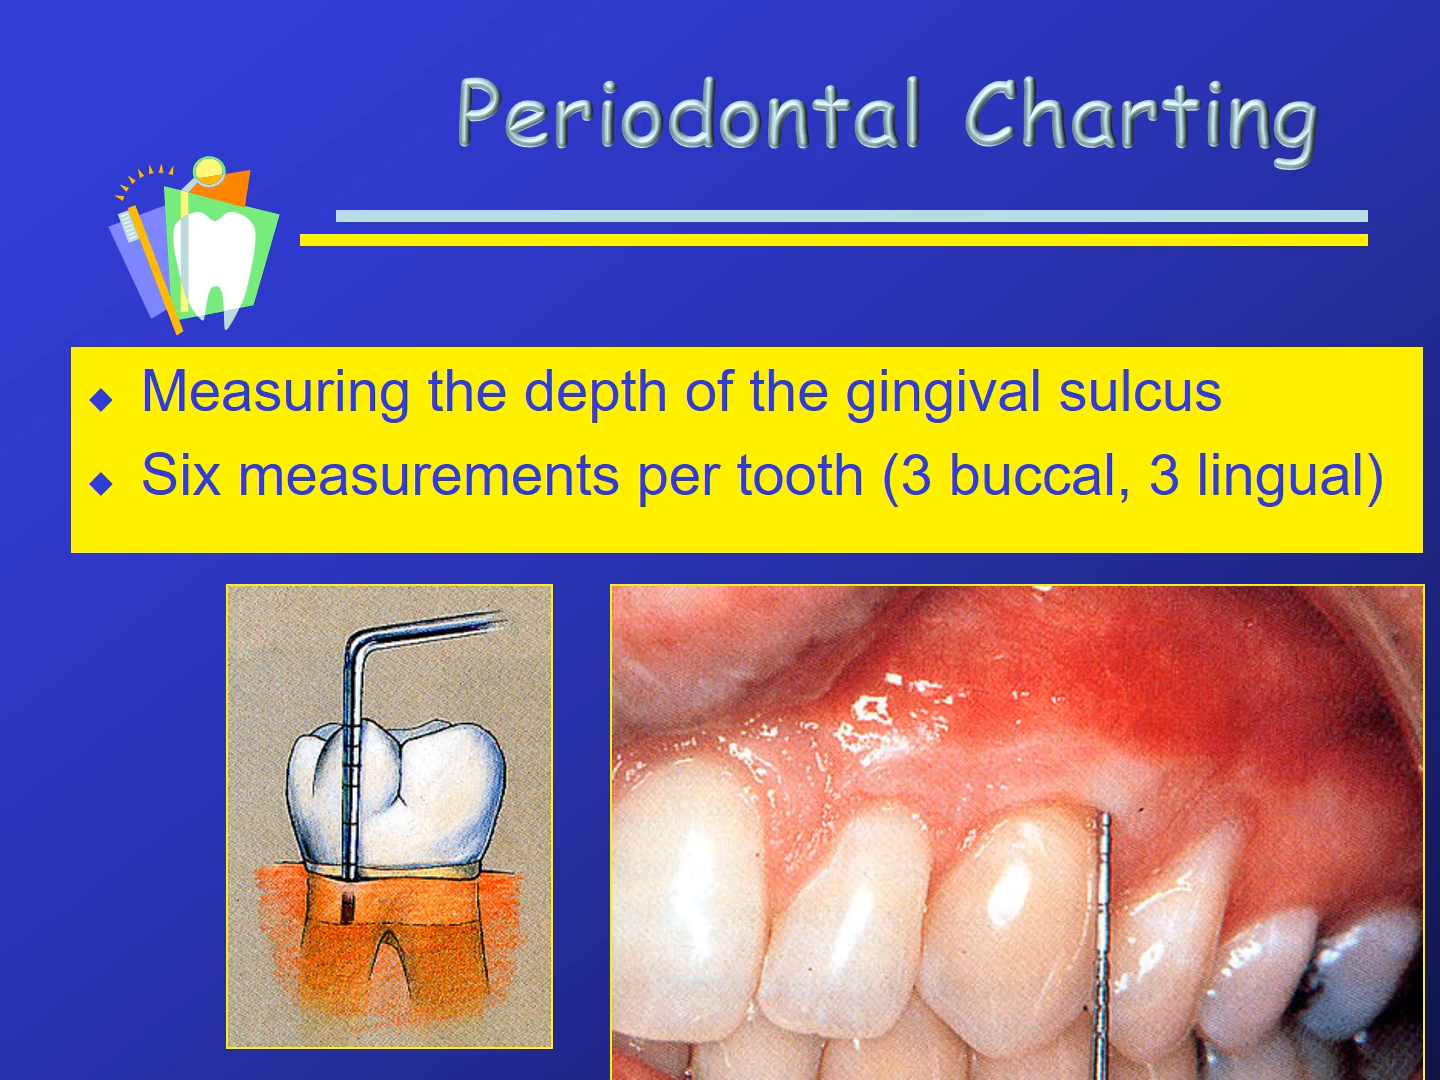 Periodontal Charting
Measuring the depth of the gingival sulcus
Six measurements per tooth (3 buccal, 3 lingual)